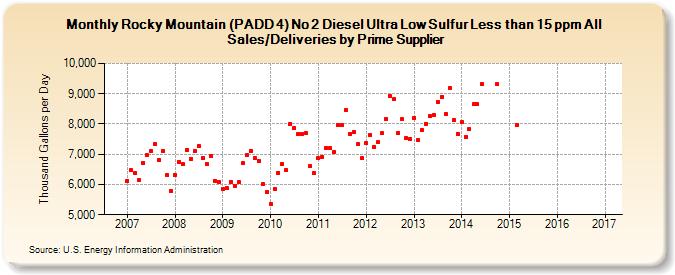 Monthly Rocky Mountain (PADD 4) No 2 Diesel Ultra Low Sulfur Less than 15 ppm All
Sales/Deliveries by Prime Supplier
Thousand Gallons per Day
10,000
9,000
8,000
7,000
6,000
5,000
2007 2008 2009 2010 2011 2012 2013 2014 2015 2016 2017
Source: U.S. Energy Information Administration